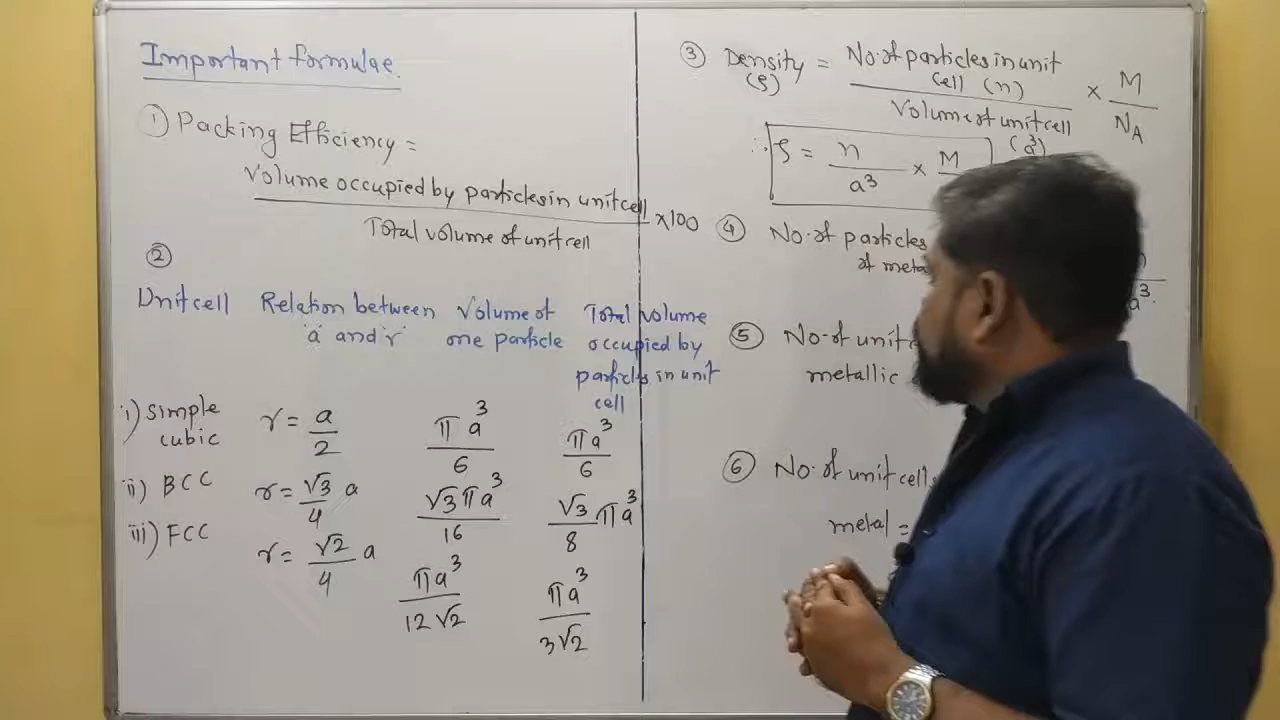 Important formulae.
① Packing Efficiency =
Volume occupied by particles in unit cell
Total volume of unit cell
×100
②
Unit cell Relation between 'a' and 'r' Volume of one particle Total volume occupied by particles in unit cell
i) Simple cubic r = a/2 πa³/6 πa³/6
ii) BCC r = √3/4 a √3πa³/16 √3/8 πa³
iii) FCC r = √2/4 a πa³/12√2 πa³/3√2
③ Density = No. of particles in unit
(ρ) cell (n) × M/N_A
Volume of unit cell
(a³)
∴ ρ = n/a³ × M
④ No. of particles
of
a³.
⑤ No. of unit
metallic
⑥ No. of unit cell
metal =